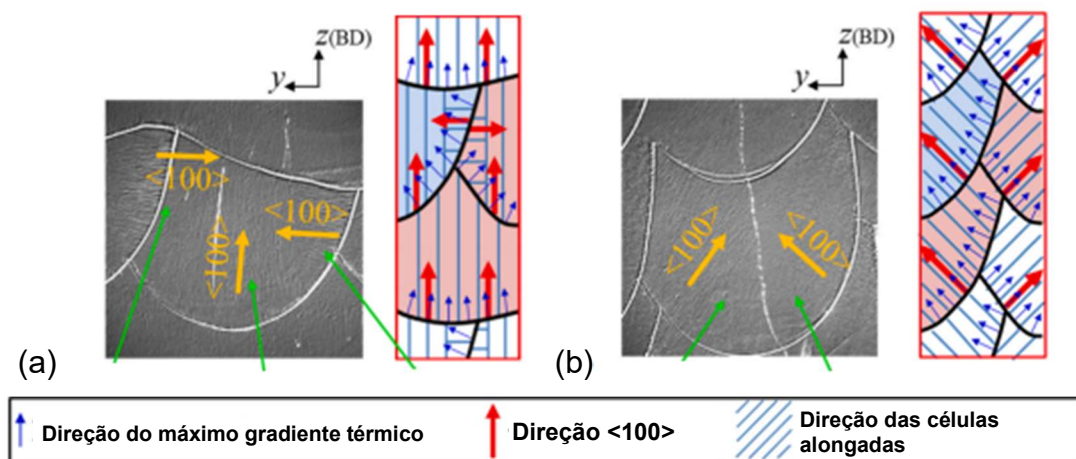 z(BD)
y
<100>
<100>
<100>
(a)
z(BD)
y
<100>
<100>
(b)
Direção do máximo gradiente térmico
Direção <100>
Direção das células
alongadas